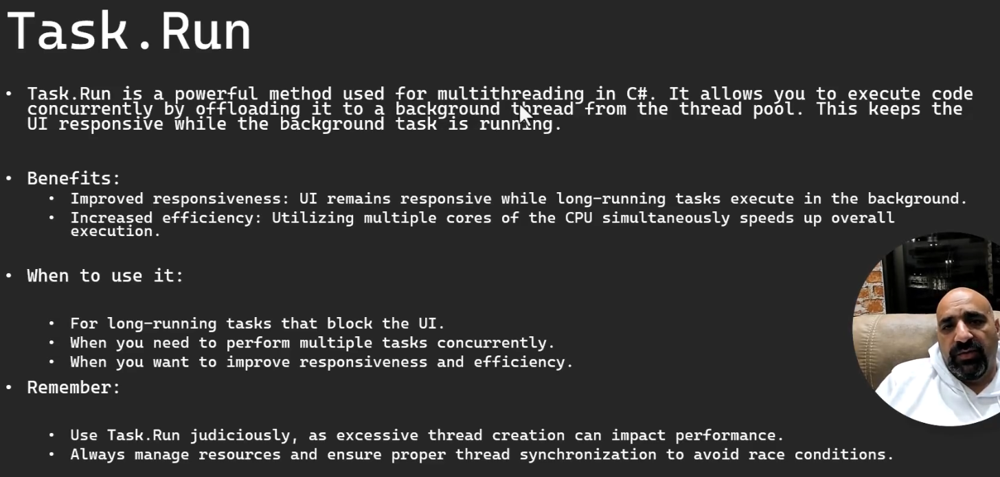 Task.Run
• Task.Run is a powerful method used for multithreading in C#. It allows you to execute code
concurrently by offloading it to a background thread from the thread pool. This keeps the
UI responsive while the background task is running.
• Benefits:
• Improved responsiveness: UI remains responsive while long-running tasks execute in the background.
• Increased efficiency: Utilizing multiple cores of the CPU simultaneously speeds up overall
execution.
• When to use it:
• For long-running tasks that block the UI.
• When you need to perform multiple tasks concurrently.
• When you want to improve responsiveness and efficiency.
• Remember:
• Use Task.Run judiciously, as excessive thread creation can impact performance.
• Always manage resources and ensure proper thread synchronization to avoid race conditions.